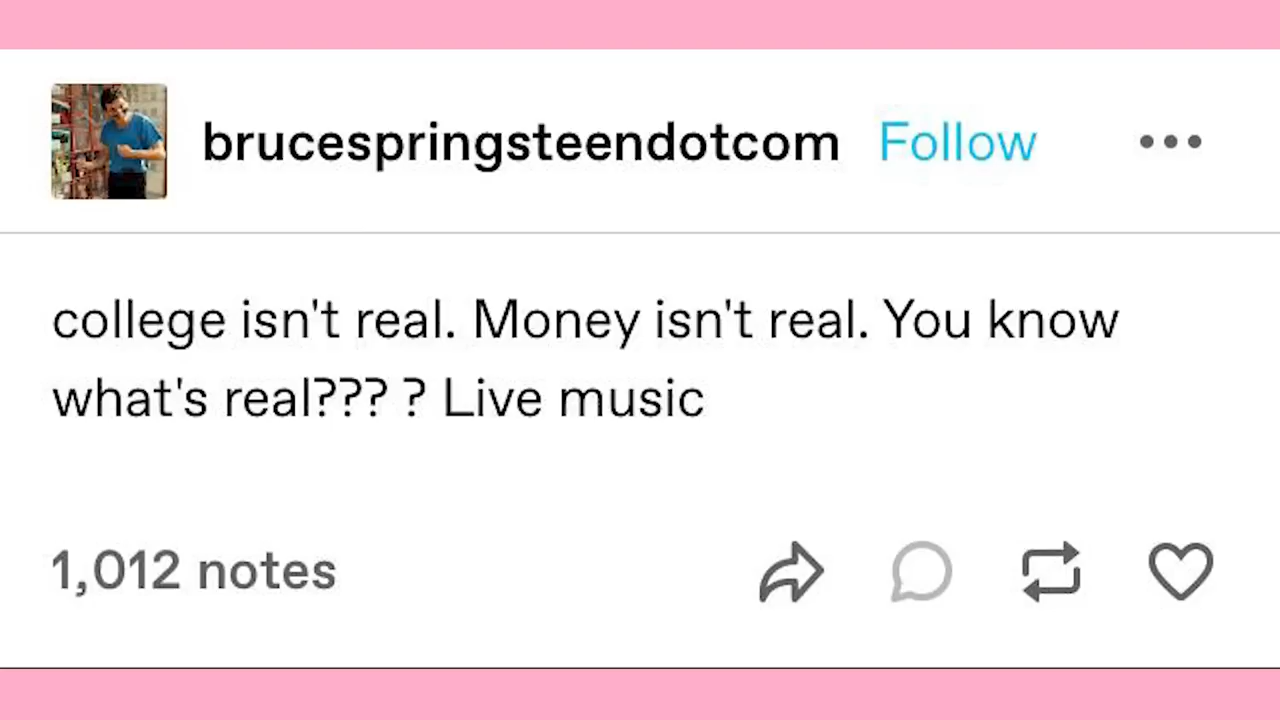 brucespringsteendotcom Follow
college isn't real. Money isn't real. You know
what's real??? ? Live music
1,012 notes